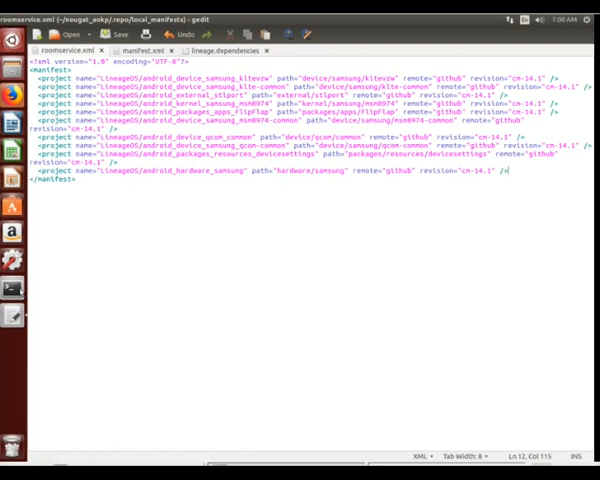 roomservice.xml (~/nougat_aokp/.repo/local_manifests) - gedit
En
7:00 AM
Open
Save
Undo
roomservice.xml ×
manifest.xml ×
lineage.dependencies ×
<?xml version="1.0" encoding="UTF-8"?>
<manifest>
<project name="LineageOS/android_device_samsung_kltevzw" path="device/samsung/kltevzw" remote="github" revision="cm-14.1" />
<project name="LineageOS/android_device_samsung_klte-common" path="device/samsung/klte-common" remote="github" revision="cm-14.1" />
<project name="LineageOS/android_external_stlport" path="external/stlport" remote="github" revision="cm-14.1" />
<project name="LineageOS/android_kernel_samsung_msm8974" path="kernel/samsung/msm8974" remote="github" revision="cm-14.1" />
<project name="LineageOS/android_packages_apps_FlipFlap" path="packages/apps/FlipFlap" remote="github" revision="cm-14.1" />
<project name="LineageOS/android_device_samsung_msm8974-common" path="device/samsung/msm8974-common" remote="github"
revision="cm-14.1" />
<project name="LineageOS/android_device_qcom_common" path="device/qcom/common" remote="github" revision="cm-14.1" />
<project name="LineageOS/android_device_samsung_qcom-common" path="device/samsung/qcom-common" remote="github" revision="cm-14.1" />
<project name="LineageOS/android_packages_resources_devicesettings" path="packages/resources/devicesettings" remote="github"
revision="cm-14.1" />
<project name="LineageOS/android_hardware_samsung" path="hardware/samsung" remote="github" revision="cm-14.1" />
</manifest>
XML Tab Width: 8 Ln 12, Col 115 INS